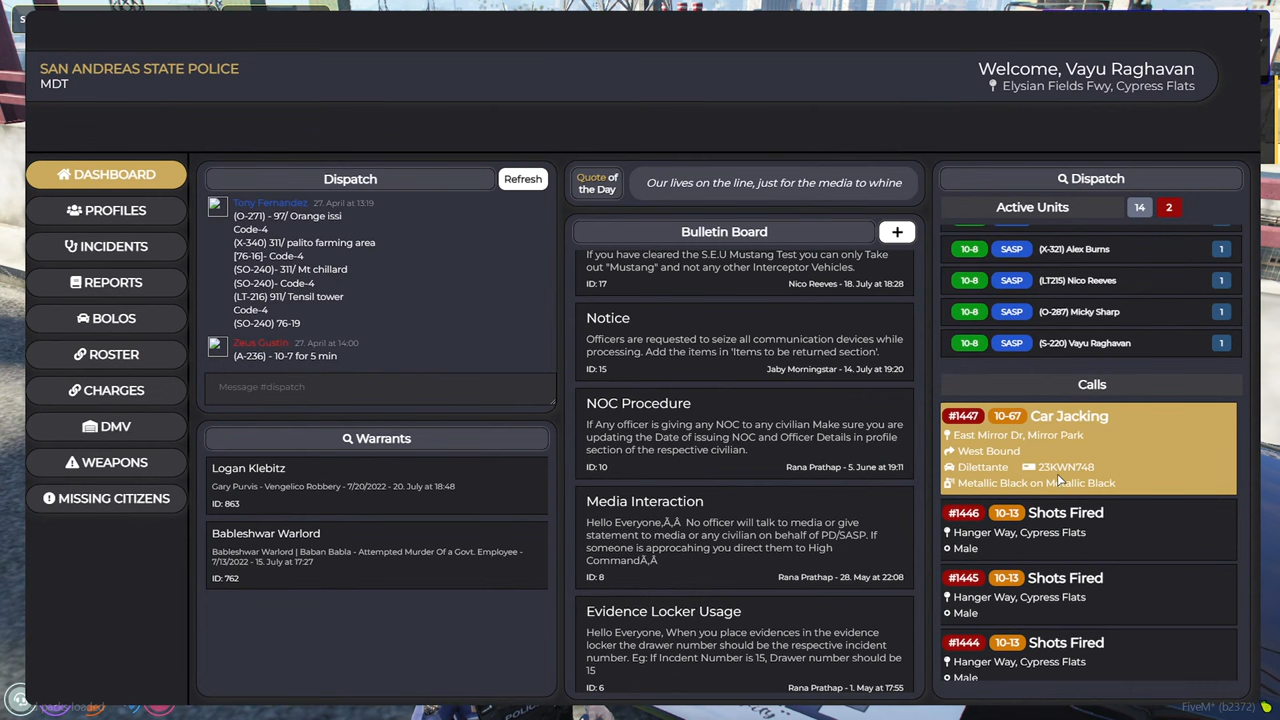 SAN ANDREAS STATE POLICE
MDT
Welcome, Vayu Raghavan
Elysian Fields Fwy, Cypress Flats
DASHBOARD
PROFILES
INCIDENTS
REPORTS
BOLOS
ROSTER
CHARGES
DMV
WEAPONS
MISSING CITIZENS
Dispatch
Refresh
Tony Fernandez 27. April at 13:19
(O-271) - 97/ Orange issi
Code-4
(X-340) 311/ palito farming area
[76-16]- Code-4
(SO-240)- 311/ Mt chillard
(SO-240) Code-4
(LT-216) 911/ Tensil tower
Code-4
(SO-240) 76-19
Zeus Gustin 27. April at 14:00
(A-236) - 10-7 for 5 min
Message #dispatch
Warrants
Logan Klebitz
Gary Purvis - Vengelico Robbery - 7/20/2022 - 20. July at 18:48
ID: 863
Bableshwar Warlord
Bableshwar Warlord | Baban Babla - Attempted Murder Of a Govt. Employee -
7/13/2022 - 15. July at 17:27
ID: 762
Quote of
the Day
Our lives on the line, just for the media to whine
Bulletin Board
+
If you have cleared the S.E.U Mustang Test you can only Take
out "Mustang" and not any other Interceptor Vehicles.
ID: 17
Nico Reeves - 18. July at 18:28
Notice
Officers are requested to seize all communication devices while
processing. Add the items in 'Items to be returned section'.
ID: 15
Jaby Morningstar - 14. July at 19:20
NOC Procedure
If Any officer is giving any NOC to any civilian Make sure you are
updating the Date of issuing NOC and Officer Details in profile
section of the respective civilian.
ID: 10
Rana Prathap - 5. June at 19:11
Media Interaction
Hello Everyone,Ã,Â  No officer will talk to media or give
statement to media or any civilian on behalf of PD/SASP. If
someone is approcahing you direct them to High
CommandÃ,Â
ID: 8
Rana Prathap - 28. May at 22:08
Evidence Locker Usage
Hello Everyone, When you place evidences in the evidence
locker the drawer number should be the respective incident
number. Eg: If Incdent Number is 15, Drawer number should be
15
ID: 6
Rana Prathap - 1. May at 17:55
Dispatch
Active Units 14 2
10-8 SASP (X-321) Alex Burns 1
10-8 SASP (LT215) Nico Reeves 1
10-8 SASP (O-287) Micky Sharp 1
10-8 SASP (S-220) Vayu Raghavan 1
Calls
#1447 10-67 Car Jacking
East Mirror Dr, Mirror Park
West Bound
Dilettante 23KWN748
Metallic Black on Metallic Black
#1446 10-13 Shots Fired
Hanger Way, Cypress Flats
Male
#1445 10-13 Shots Fired
Hanger Way, Cypress Flats
Male
#1444 10-13 Shots Fired
Hanger Way, Cypress Flats
Male
packs loaded
FiveM* (b2372)